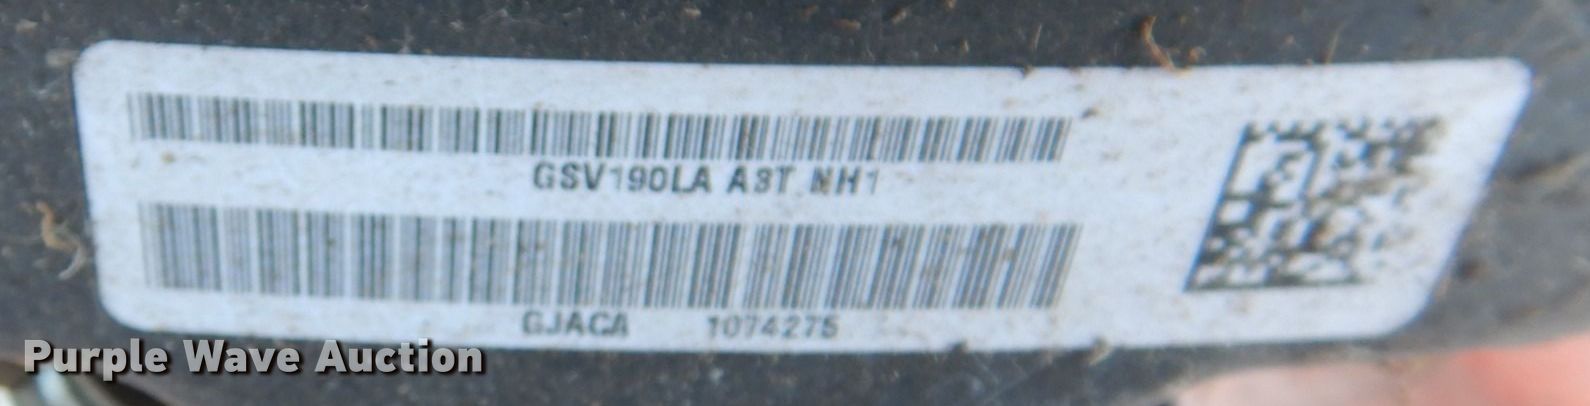 GSV190LA A3T NH1
GJACA 1074275
Purple Wave Auction